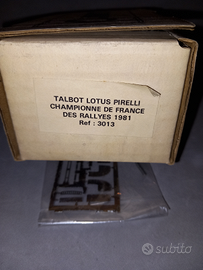 TALBOT LOTUS PIRELLI
CHAMPIONNE DE FRANCE
DES RALLYES 1981
Ref : 3013
subito